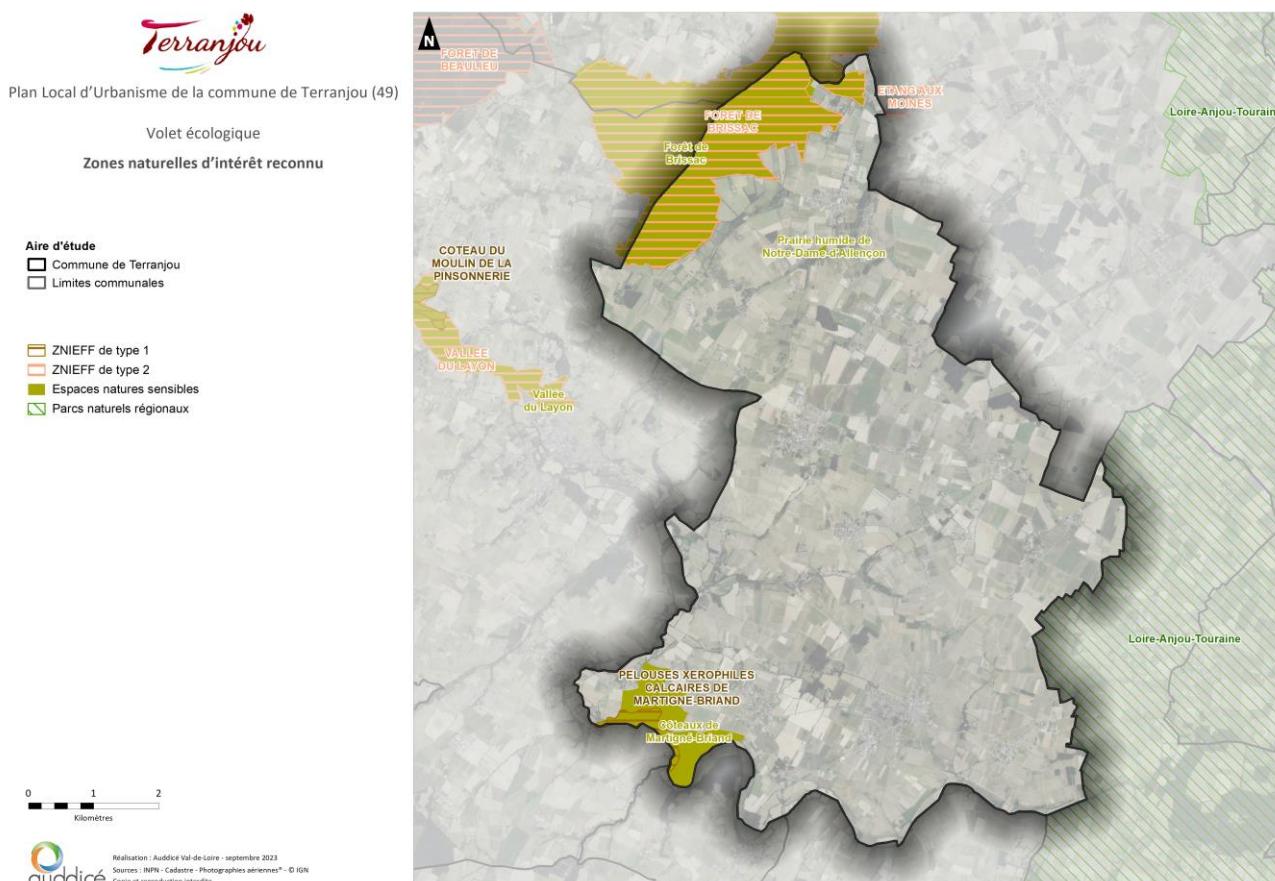 Terranjou
Plan Local d'Urbanisme de la commune de Terranjou (49)
Volet écologique
Zones naturelles d'intérêt reconnu
Aire d'étude
Commune de Terranjou
Limites communales
ZNIEFF de type 1
ZNIEFF de type 2
Espaces natures sensibles
Parcs naturels régionaux
0 1 2
Kilomètres
auddicé
Réalisation : Auddicé Val-de-Loire - septembre 2023
Sources : INPN - Cadastre - Photographies aériennes* - © IGN
Copie et reproduction interdite
N
FORET DE
BEAULIEU
FORET DE
BRISSAC
Forêt de
Brissac
ETANG AUX
MOINES
Loire-Anjou-Tourain
Prairie humide de
Notre-Dame-d'Allençon
COTEAU DU
MOULIN DE LA
PINSONNERIE
VALLEE
DU LAYON
Vallée
du Layon
Loire-Anjou-Touraine
PELOUSES XEROPHILES
CALCAIRES DE
MARTIGNE-BRIAND
Côteaux de
Martigné-Briand